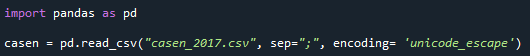 import pandas as pd
casen = pd.read_csv("casen_2017.csv", sep=";", encoding= 'unicode_escape')